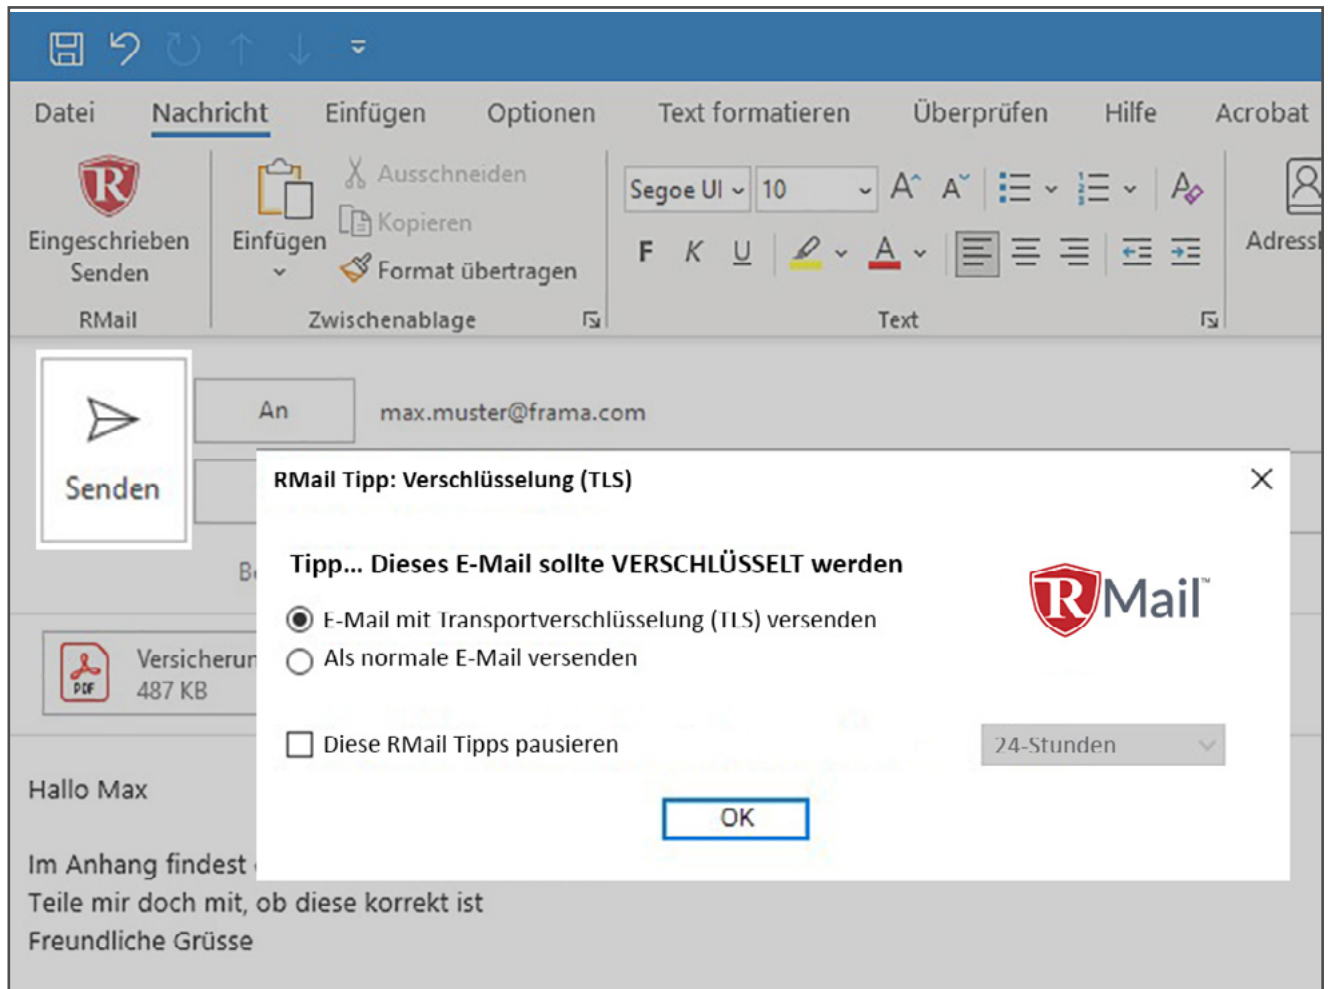 Datei Nachricht Einfügen Optionen Text formatieren Überprüfen Hilfe Acrobat
R
Eingeschrieben
Senden
RMail
Einfügen
Ausschneiden
Kopieren
Format übertragen
Zwischenablage
Segoe UI 10
F K U
Text
Senden
An max.muster@frama.com
PDF
487 KB
RMail Tipp: Verschlüsselung (TLS)
Tipp... Dieses E-Mail sollte VERSCHLÜSSELT werden
E-Mail mit Transportverschlüsselung (TLS) versenden
Als normale E-Mail versenden
RMail™
Diese RMail Tipps pausieren 24-Stunden
OK
Hallo Max
Im Anhang findest
Teile mir doch mit, ob diese korrekt ist
Freundliche Grüsse